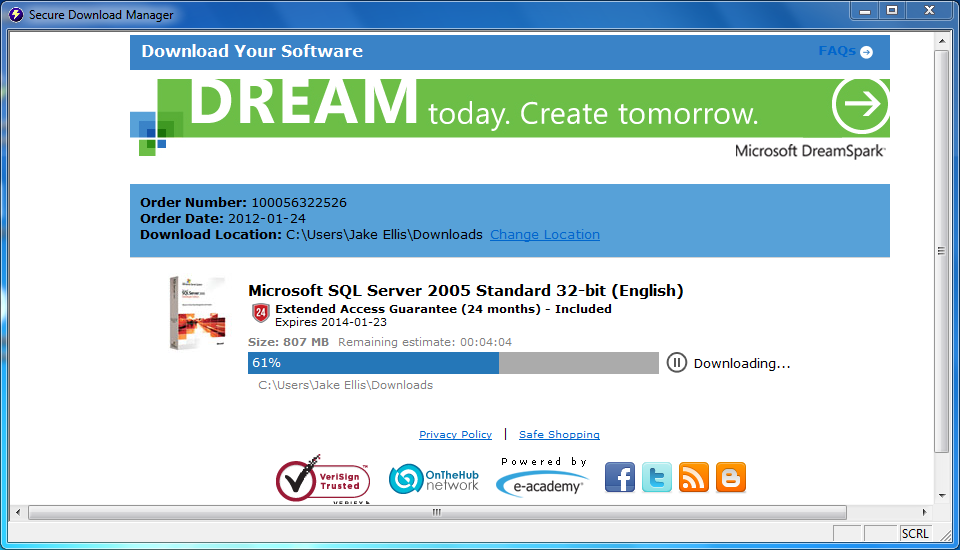 Secure Download Manager
Download Your Software
FAQs
DREAM today. Create tomorrow.
Microsoft DreamSpark
Order Number: 100056322526
Order Date: 2012-01-24
Download Location: C:\Users\Jake Ellis\Downloads Change Location
Microsoft SQL Server 2005 Standard 32-bit (English)
24 Extended Access Guarantee (24 months) - Included
Expires 2014-01-23
Size: 807 MB Remaining estimate: 00:04:04
61% Downloading...
C:\Users\Jake Ellis\Downloads
Privacy Policy | Safe Shopping
VeriSign Trusted
OnTheHub network
Powered by e-academy
SCRL